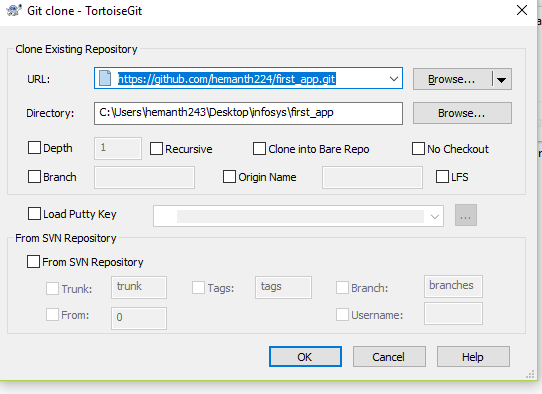 Git clone - TortoiseGit
Clone Existing Repository
URL: https://github.com/hemanth224/first_app.git Browse...
Directory: C:\Users\hemanth243\Desktop\infosys\first_app Browse...
Depth 1 Recursive Clone into Bare Repo No Checkout
Branch Origin Name LFS
Load Putty Key ...
From SVN Repository
From SVN Repository
Trunk: trunk Tags: tags Branch: branches
From: 0 Username:
OK Cancel Help